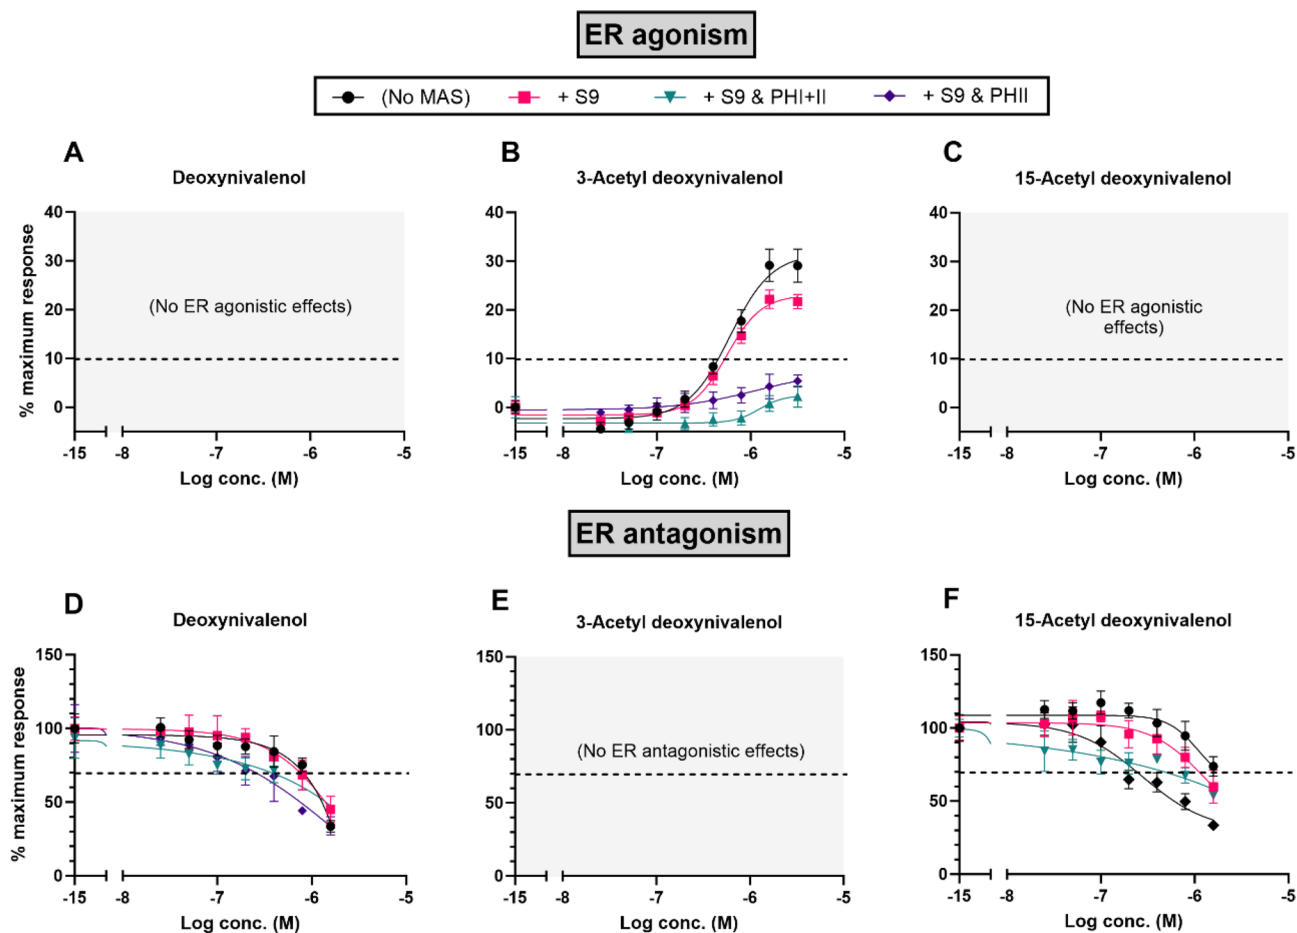 ER agonism
(No MAS) + S9 + S9 & PHI+II + S9 & PHII
A B C
Deoxynivalenol 3-Acetyl deoxynivalenol 15-Acetyl deoxynivalenol
% maximum response
40 40 40
30 30 30
(No ER agonistic effects) (No ER agonistic
effects)
20 20 20
10 10 10
0 0 0
-15 -8 -7 -6 -5 -15 -8 -7 -6 -5 -15 -8 -7 -6 -5
Log conc. (M) Log conc. (M) Log conc. (M)
ER antagonism
D E F
Deoxynivalenol 3-Acetyl deoxynivalenol 15-Acetyl deoxynivalenol
% maximum response
150 150 150
100 100 100
(No ER antagonistic effects)
50 50 50
0 0 0
-15 -8 -7 -6 -5 -15 -8 -7 -6 -5 -15 -8 -7 -6 -5
Log conc. (M) Log conc. (M) Log conc. (M)